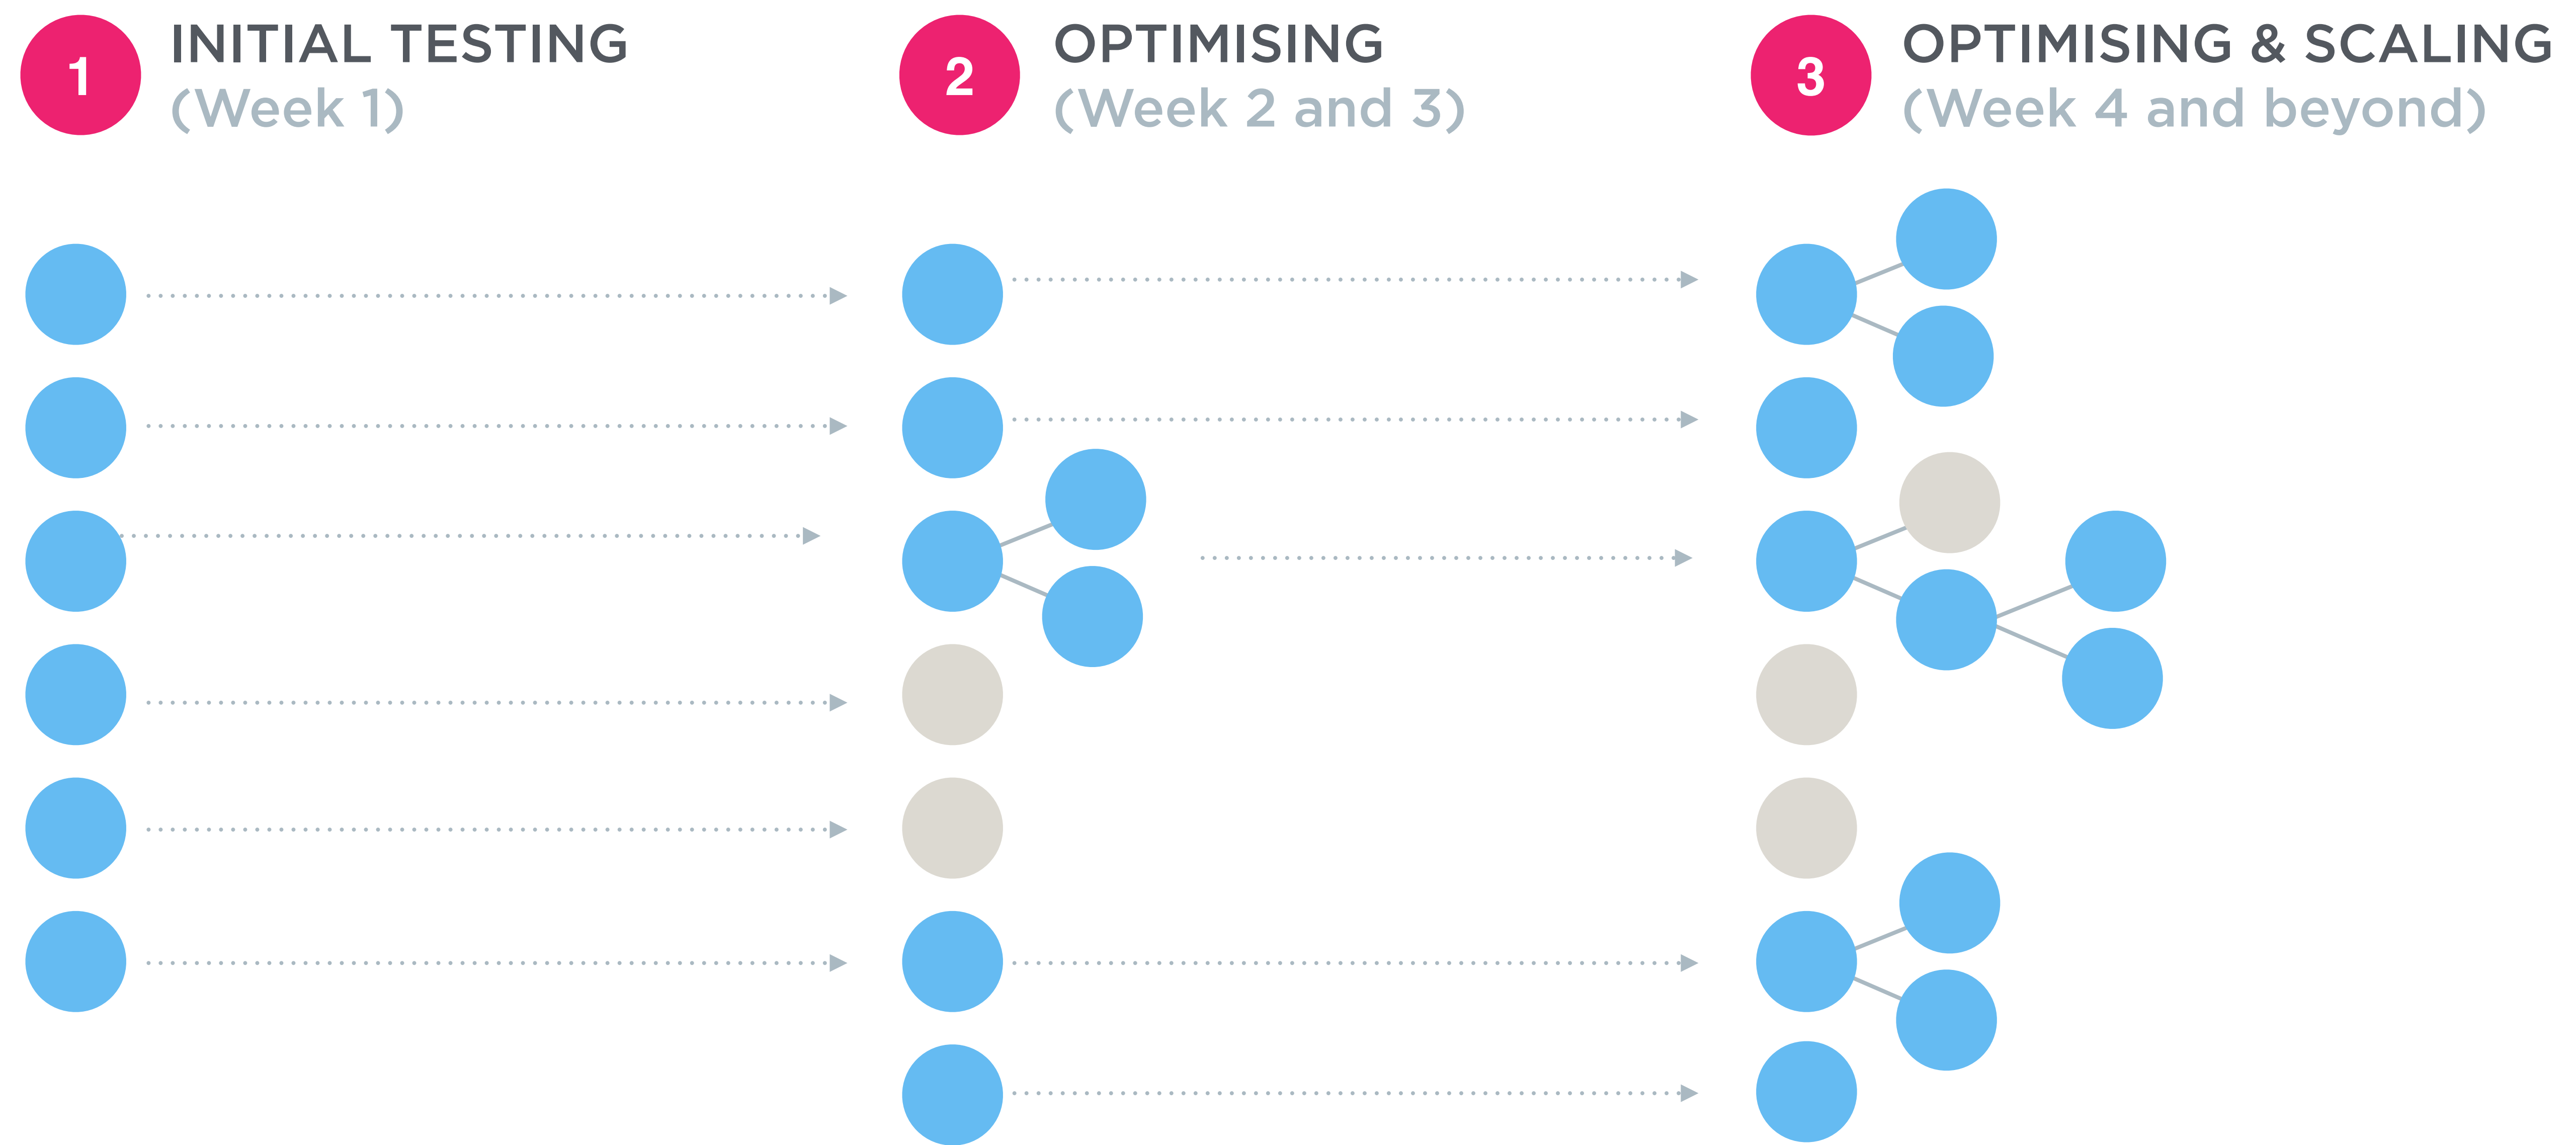 1
INITIAL TESTING
(Week 1)
2
OPTIMISING
(Week 2 and 3)
3
OPTIMISING & SCALING
(Week 4 and beyond)